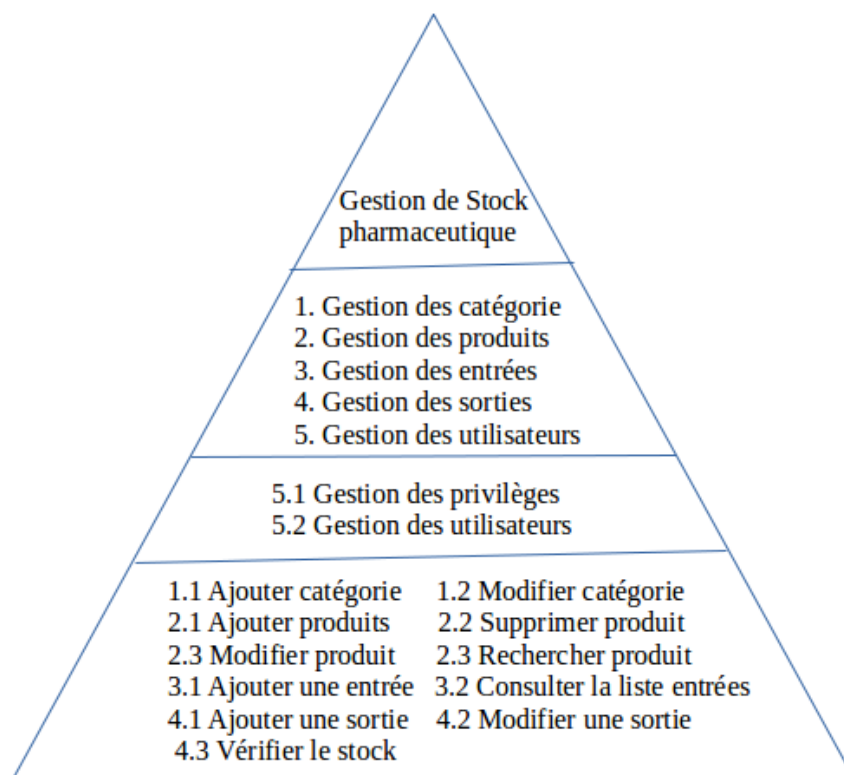 Gestion de Stock
pharmaceutique
1. Gestion des catégorie
2. Gestion des produits
3. Gestion des entrées
4. Gestion des sorties
5. Gestion des utilisateurs
5.1 Gestion des privilèges
5.2 Gestion des utilisateurs
1.1 Ajouter catégorie 1.2 Modifier catégorie
2.1 Ajouter produits 2.2 Supprimer produit
2.3 Modifier produit 2.3 Rechercher produit
3.1 Ajouter une entrée 3.2 Consulter la liste entrées
4.1 Ajouter une sortie 4.2 Modifier une sortie
4.3 Vérifier le stock